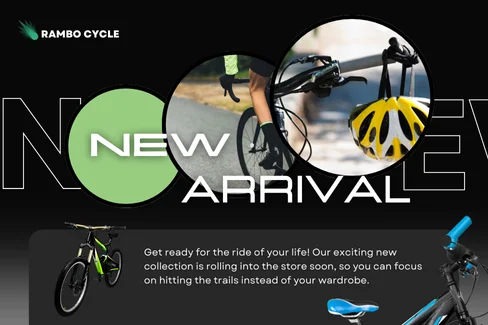 RAMBO CYCLE
NEW
ARRIVAL
Get ready for the ride of your life! Our exciting new
collection is rolling into the store soon, so you can focus
on hitting the trails instead of your wardrobe.